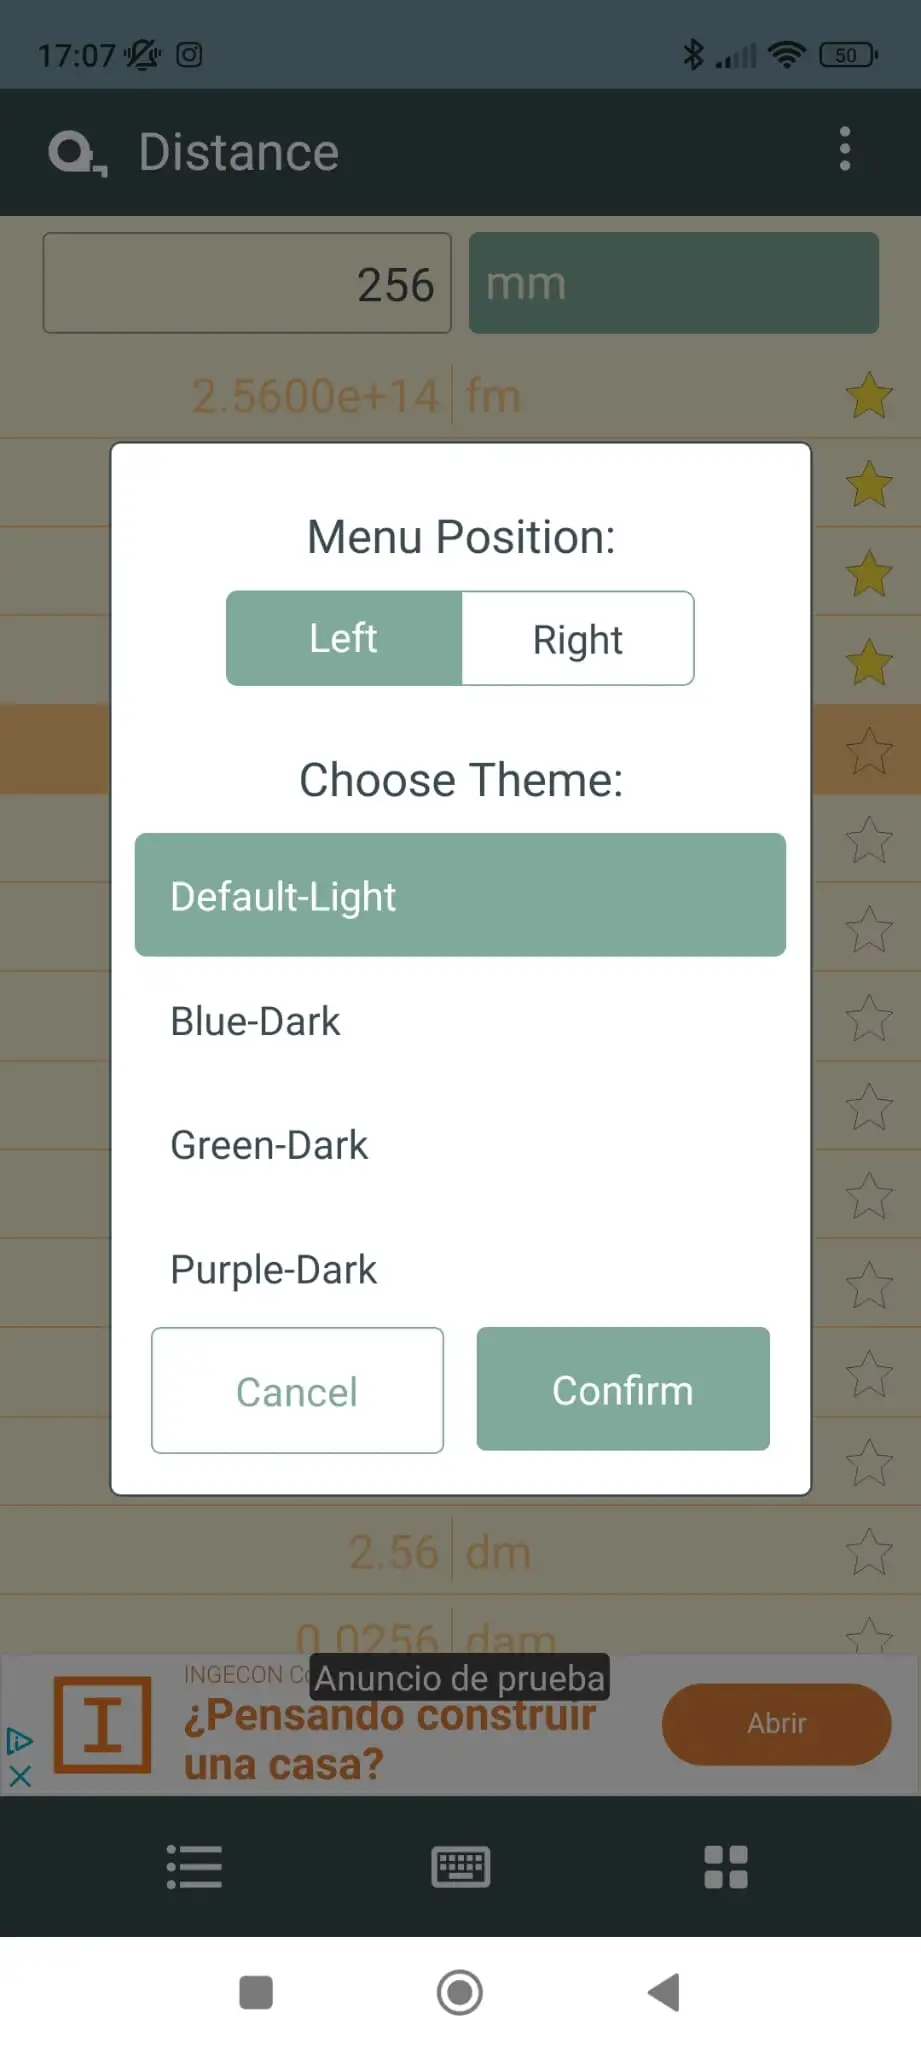 17:07
50
Distance
256 mm
2.5600e+14 fm
Menu Position:
Left Right
Choose Theme:
Default-Light
Blue-Dark
Green-Dark
Purple-Dark
Cancel Confirm
2.56 dm
0.0256 dam
INGECON
Anuncio de prueba
¿Pensando construir
una casa?
Abrir